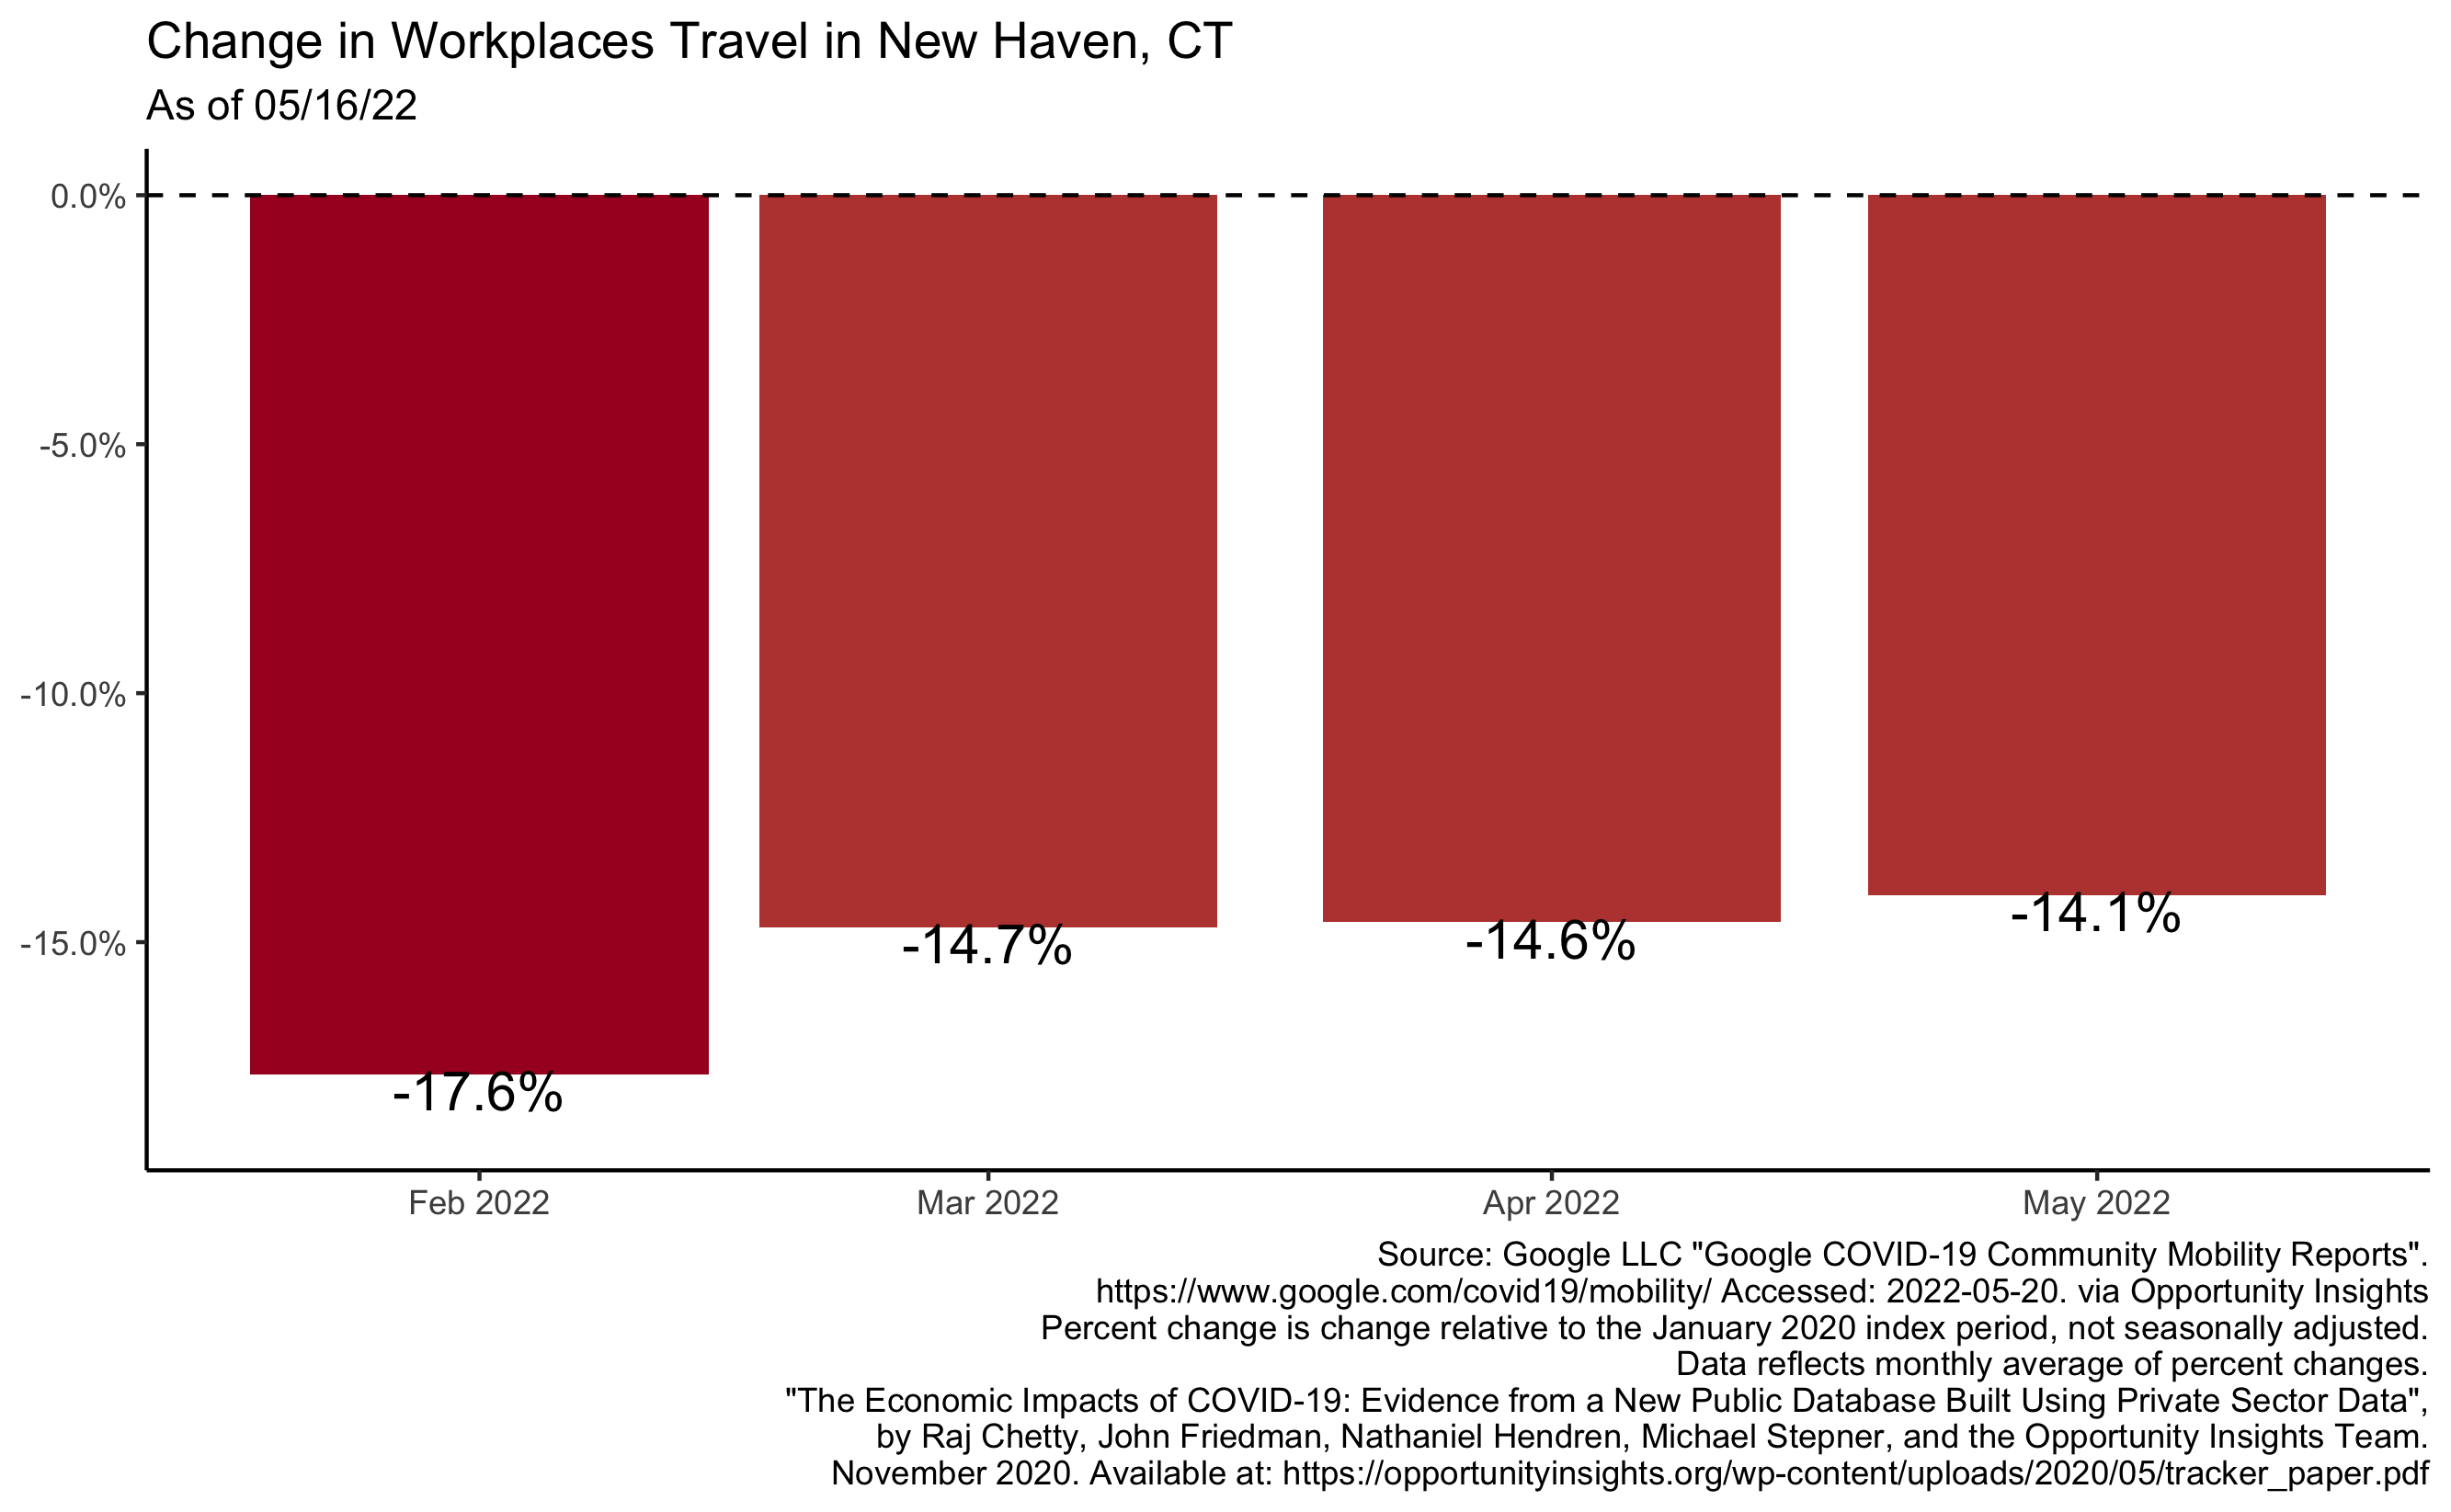 Change in Workplaces Travel in New Haven, CT
As of 05/16/22
0.0%
-5.0%
-10.0%
-15.0%
-17.6%
-14.7%
-14.6%
-14.1%
Feb 2022
Mar 2022
Apr 2022
May 2022
Source: Google LLC "Google COVID-19 Community Mobility Reports".
https://www.google.com/covid19/mobility/ Accessed: 2022-05-20. via Opportunity Insights
Percent change is change relative to the January 2020 index period, not seasonally adjusted.
Data reflects monthly average of percent changes.
"The Economic Impacts of COVID-19: Evidence from a New Public Database Built Using Private Sector Data",
by Raj Chetty, John Friedman, Nathaniel Hendren, Michael Stepner, and the Opportunity Insights Team.
November 2020. Available at: https://opportunityinsights.org/wp-content/uploads/2020/05/tracker_paper.pdf